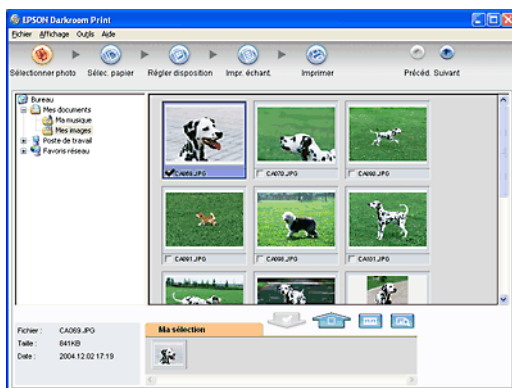 EPSON Darkroom Print
Fichier Affichage Outils Aide
Sélectionner photo Sélec. papier Régler disposition Impr. échant. Imprimer Précéd. Suivant
Bureau
Mes documents
Ma musique
Mes images
Poste de travail
Favoris réseau
CA069.JPG CA070.JPG CA090.JPG
CA091.JPG CA098.JPG CA101.JPG
Fichier : CA069.JPG
Taille : 841KB
Date : 2004.12.02 17:19
Ma sélection